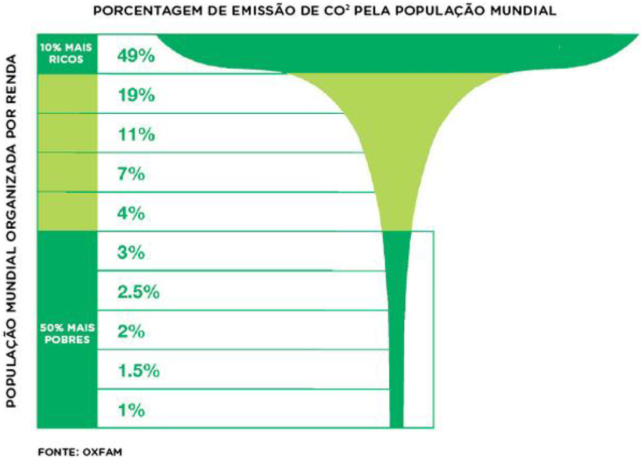 PORCENTAGEM DE EMISSÃO DE CO² PELA POPULAÇÃO MUNDIAL
POPULAÇÃO MUNDIAL ORGANIZADA POR RENDA
10% MAIS
RICOS
49%
19%
11%
7%
4%
3%
2.5%
50% MAIS
POBRES
2%
1.5%
1%
FONTE: OXFAM